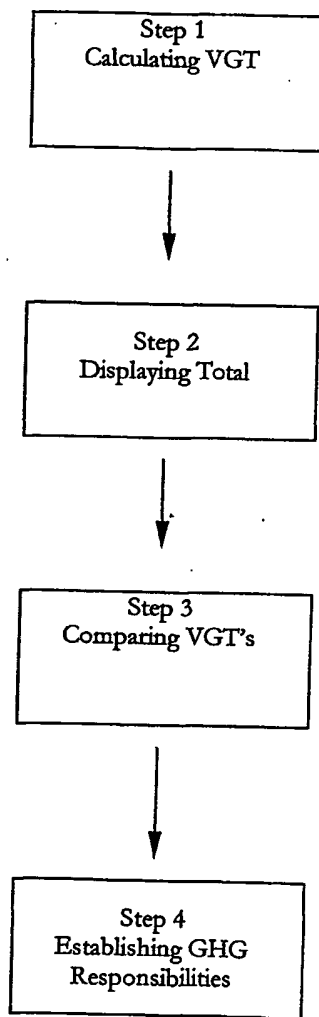 Step 1
Calculating VGT
Step 2
Displaying Total
Step 3
Comparing VGT's
Step 4
Establishing GHG
Responsibilities